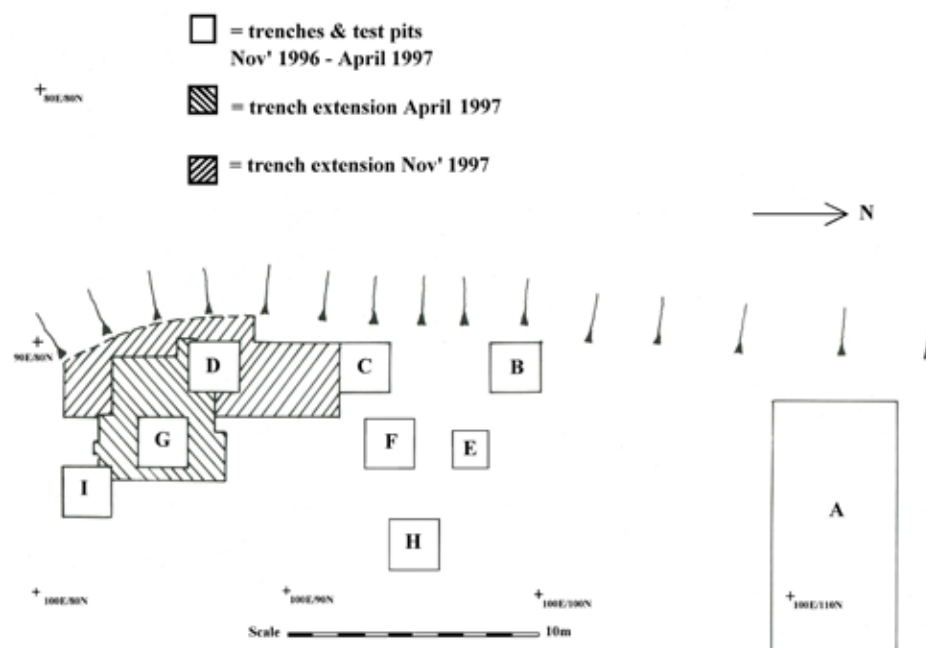 = trenches & test pits
Nov' 1996 - April 1997
80E/80N
= trench extension April 1997
= trench extension Nov' 1997
N
90E/80N
D
C
B
G
F
E
I
A
H
100E/80N
100E/90N
100E/100N
100E/110N
Scale
10m